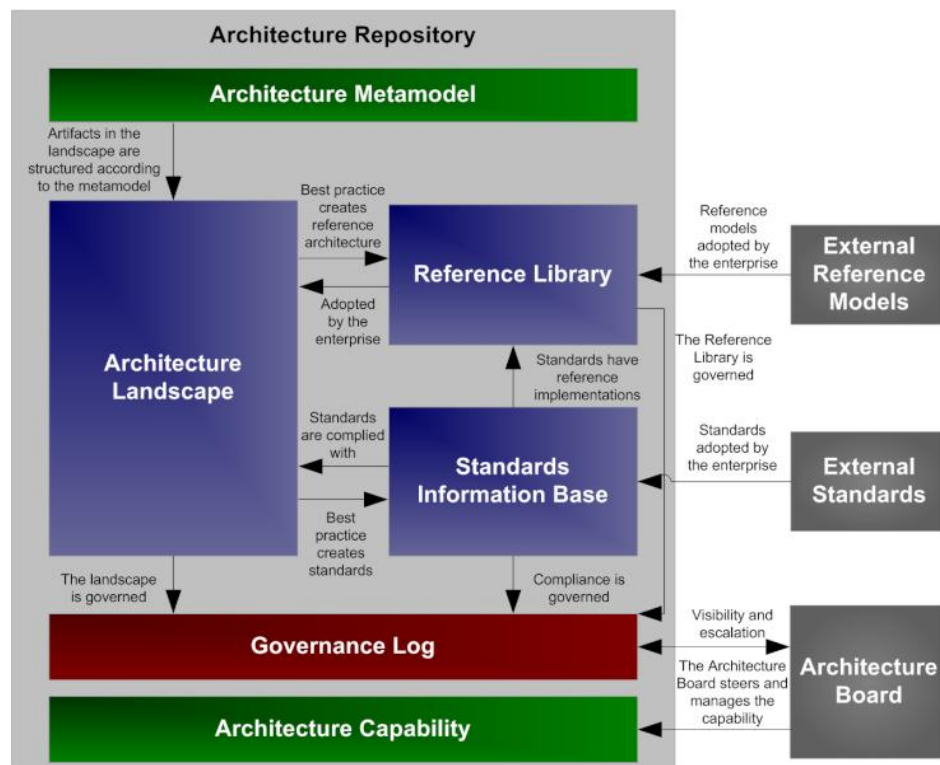 Architecture Repository
Architecture Metamodel
Artifacts in the
landscape are
structured according
to the metamodel
Best practice
creates
reference
architecture
Reference
models
adopted by
the enterprise
External
Reference
Models
Reference Library
Adopted
by the
enterprise
The Reference
Library is
governed
Architecture
Landscape
Standards have
reference
implementations
Standards
are complied
with
Standards
adopted by
the enterprise
Standards
Information Base
External
Standards
Best
practice
creates
standards
The landscape
is governed
Compliance is
governed
Governance Log
Visibility and
escalation
The Architecture
Board steers and
manages the
capability
Architecture
Board
Architecture Capability